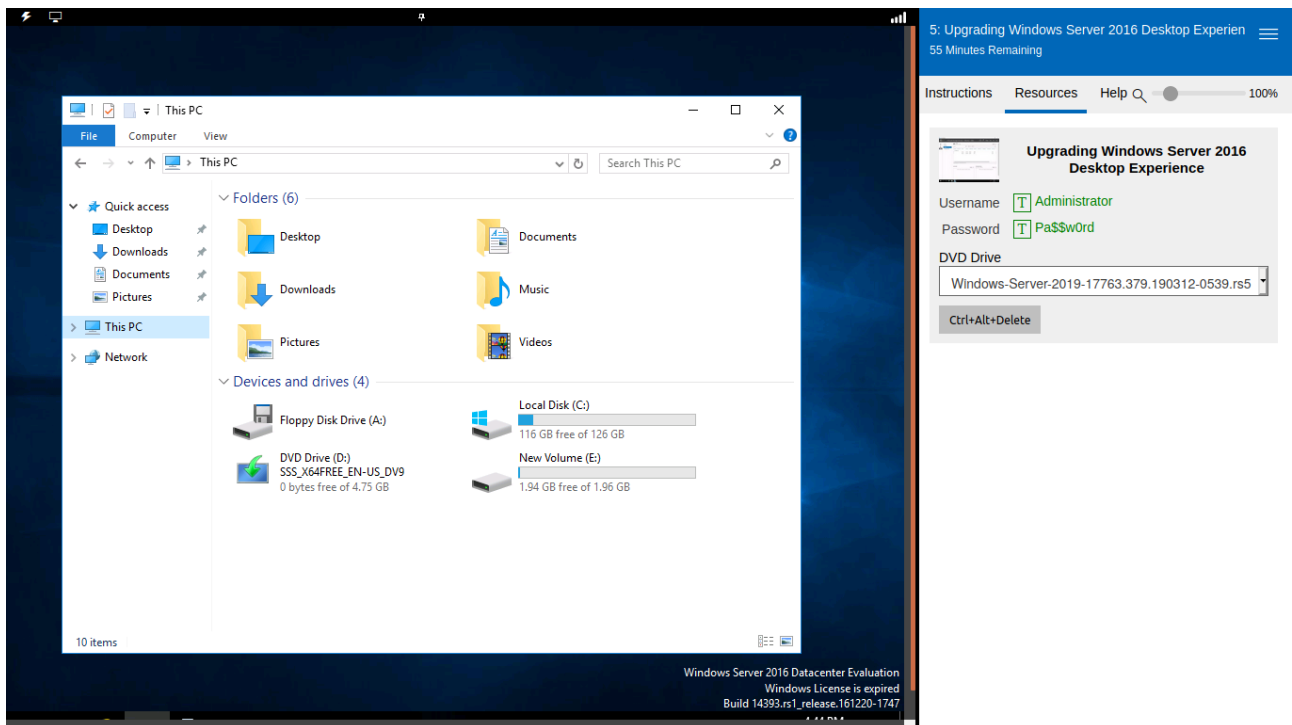 5: Upgrading Windows Server 2016 Desktop Experien
55 Minutes Remaining
Instructions Resources Help 100%
Upgrading Windows Server 2016
Desktop Experience
Username T Administrator
Password T Pa$$w0rd
DVD Drive
Windows-Server-2019-17763.379.190312-0539.rs5
Ctrl+Alt+Delete
This PC
File Computer View
This PC Search This PC
Quick access
Desktop
Downloads
Documents
Pictures
This PC
Network
Folders (6)
Desktop Documents
Downloads Music
Pictures Videos
Devices and drives (4)
Floppy Disk Drive (A:)
Local Disk (C:)
116 GB free of 126 GB
DVD Drive (D:)
SSS_X64FREE_EN-US_DV9
0 bytes free of 4.75 GB
New Volume (E:)
1.94 GB free of 1.96 GB
10 items
Windows Server 2016 Datacenter Evaluation
Windows License is expired
Build 14393.rs1_release.161220-1747